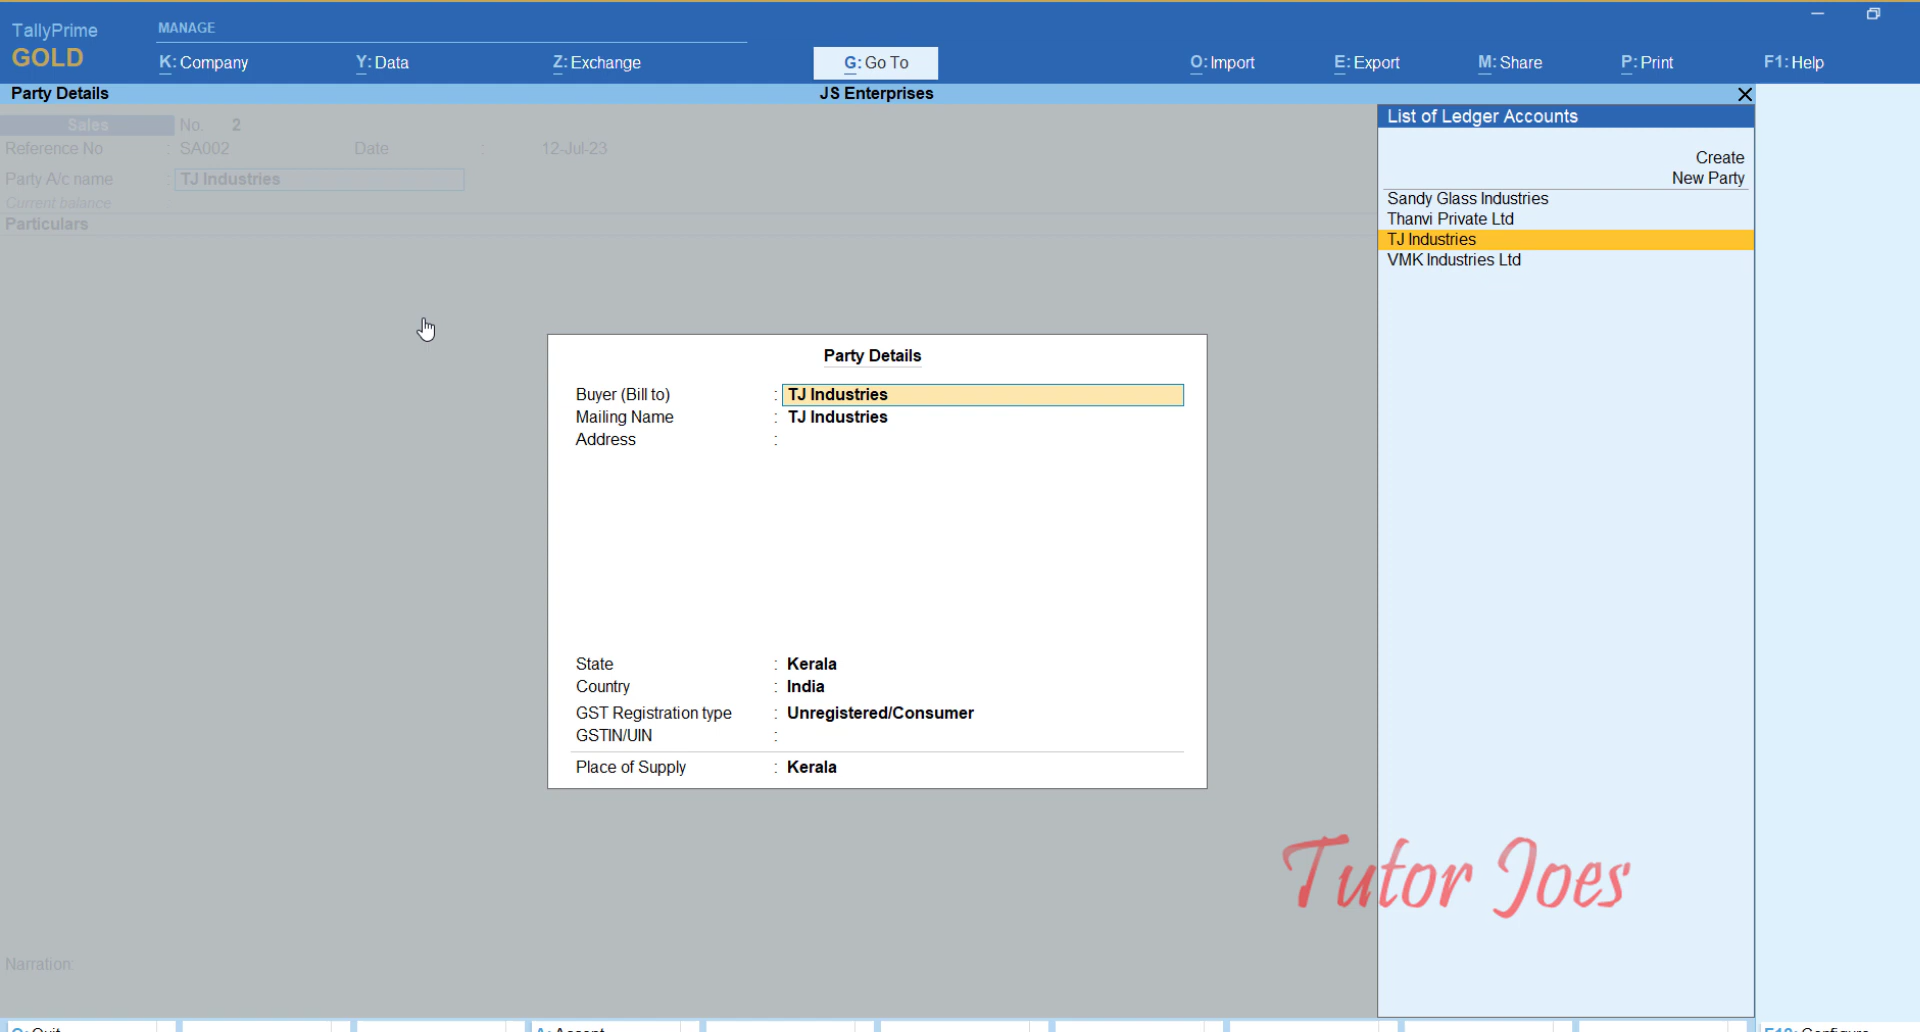 TallyPrime
GOLD
MANAGE
K: Company
Y: Data
Z: Exchange
G: Go To
O: Import
E: Export
M: Share
P: Print
F1: Help
Party Details
JS Enterprises
Sales No. 2
Reference No : SA002 Date : 12-Jul-23
Party A/c name : TJ Industries
Current balance
Particulars
List of Ledger Accounts
Create
New Party
Sandy Glass Industries
Thanvi Private Ltd
TJ Industries
VMK Industries Ltd
Party Details
Buyer (Bill to) : TJ Industries
Mailing Name : TJ Industries
Address :
State : Kerala
Country : India
GST Registration type : Unregistered/Consumer
GSTIN/UIN :
Place of Supply : Kerala
Tutor Joes
Narration: